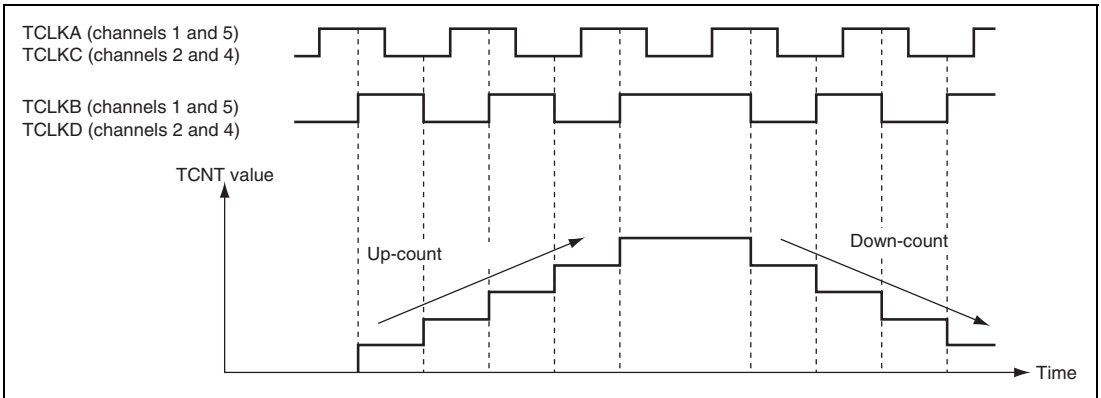 TCLKA (channels 1 and 5)
TCLKC (channels 2 and 4)
TCLKB (channels 1 and 5)
TCLKD (channels 2 and 4)
TCNT value
Up-count
Down-count
Time